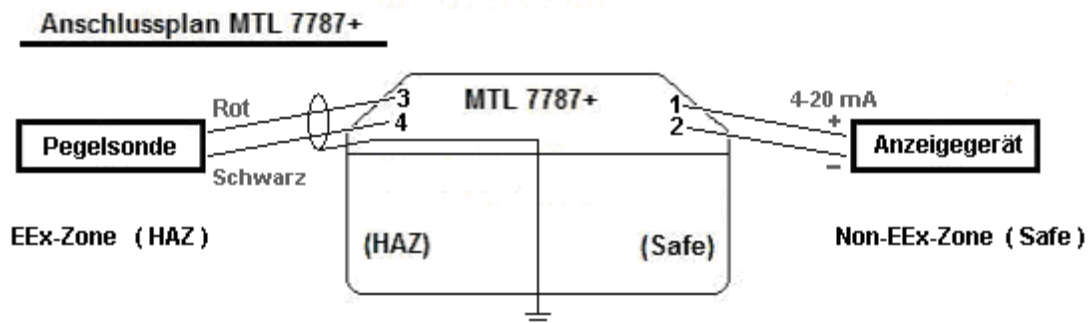 Anschlussplan MTL 7787+
3 MTL 7787+ 1
4 2
Rot
4-20 mA
+
Pegelsonde
Anzeigegerät
Schwarz
–
EEx-Zone ( HAZ )
(HAZ)
(Safe)
Non-EEx-Zone ( Safe )